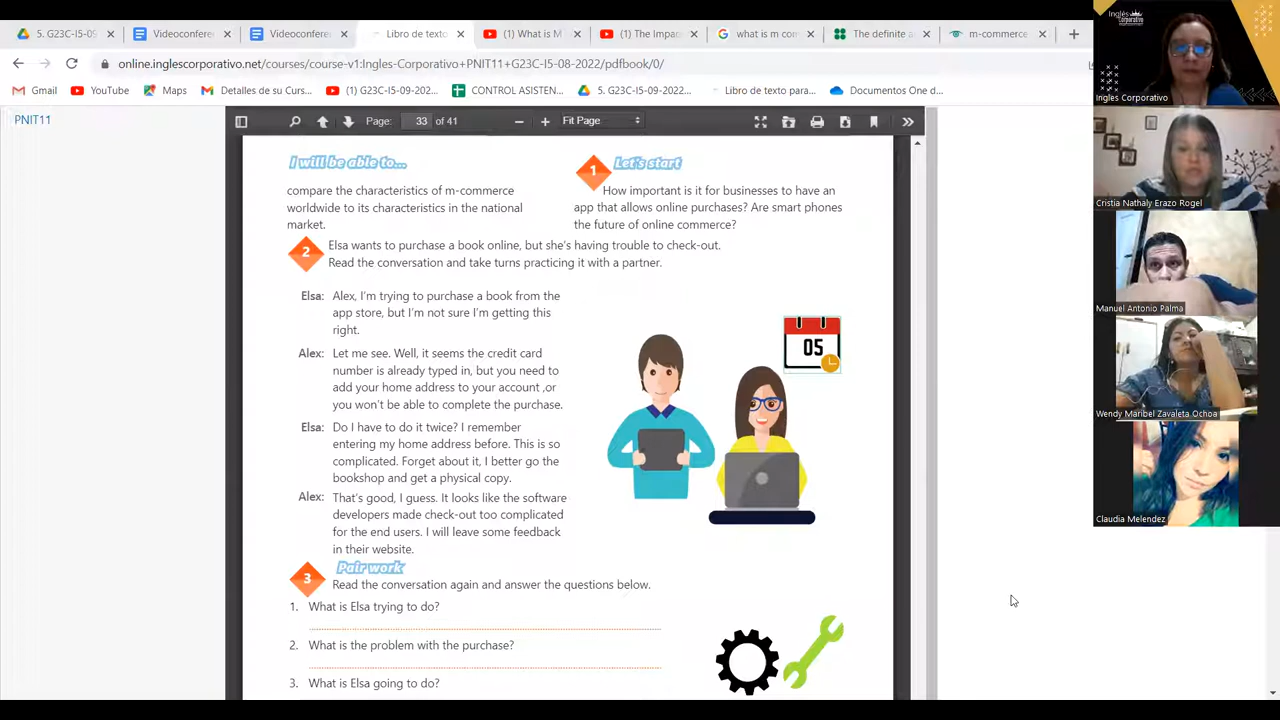 5. G23C-I5-09
Videoconferen
Videoconferen
Libro de texto
(1) What is M
(1) The Impac
what is m con
The definite a
m-commerce
online.inglescorporativo.net/courses/course-v1:Ingles-Corporativo+PNIT11+G23C-I5-08-2022/pdfbook/0/
Gmail
YouTube
Maps
Detalles de su Curs...
(1) G23C-I5-09-202...
CONTROL ASISTEN...
5. G23C-I5-09-2022...
Libro de texto para...
Documentos One d...
PNIT11
Page: 33 of 41
Fit Page
I will be able to...
compare the characteristics of m-commerce
worldwide to its characteristics in the national
market.
1 Let's start
How important is it for businesses to have an
app that allows online purchases? Are smart phones
the future of online commerce?
2 Elsa wants to purchase a book online, but she's having trouble to check-out.
Read the conversation and take turns practicing it with a partner.
Elsa: Alex, I'm trying to purchase a book from the
app store, but I'm not sure I'm getting this
right.
Alex: Let me see. Well, it seems the credit card
number is already typed in, but you need to
add your home address to your account ,or
you won't be able to complete the purchase.
Elsa: Do I have to do it twice? I remember
entering my home address before. This is so
complicated. Forget about it, I better go the
bookshop and get a physical copy.
Alex: That's good, I guess. It looks like the software
developers made check-out too complicated
for the end users. I will leave some feedback
in their website.
05
3 Pair work
Read the conversation again and answer the questions below.
1. What is Elsa trying to do?
2. What is the problem with the purchase?
3. What is Elsa going to do?
Inglés
Corporativo
Ingles Corporativo
Cristia Nathaly Erazo Rogel
Manuel Antonio Palma
Wendy Maribel Zavaleta Ochoa
Claudia Melendez